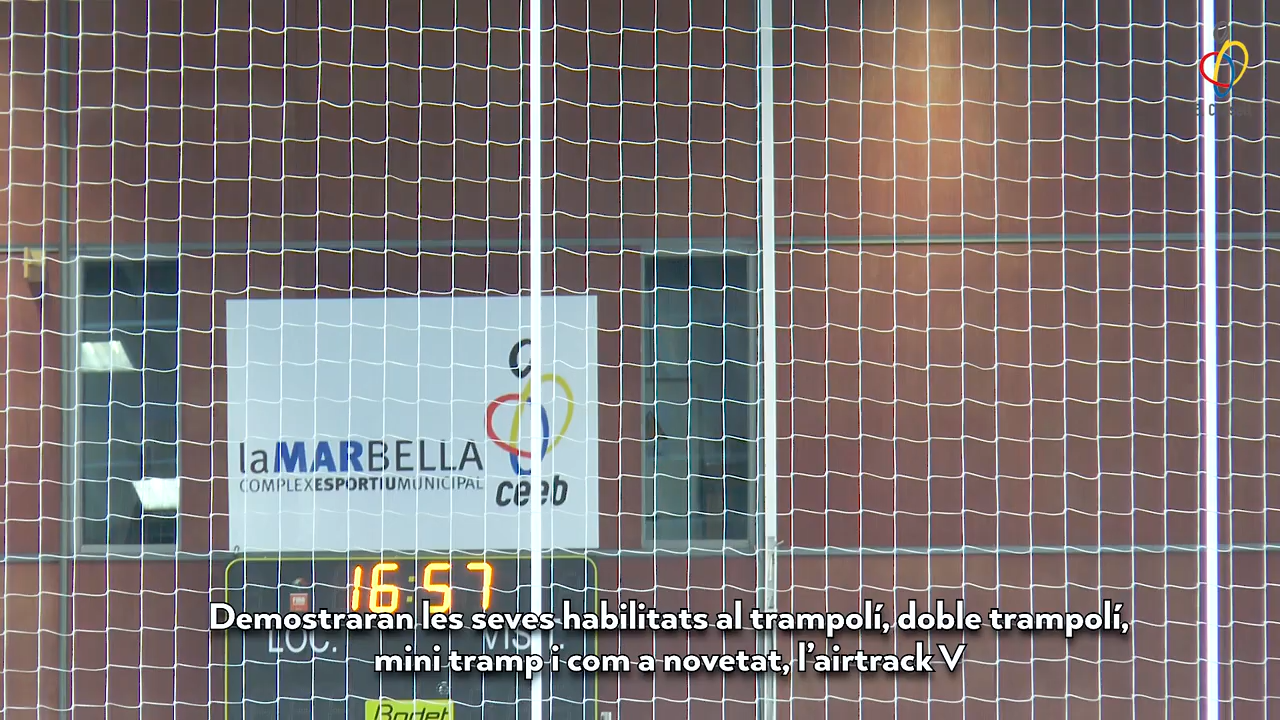 laMARBELLA
COMPLEXESPORTIUMUNICIPAL
ceeb
16:57
LOC.
VIS.
Demostraran les seves habilitats al trampolí, doble trampolí,
mini tramp i com a novetat, l'airtrack V
Bodet